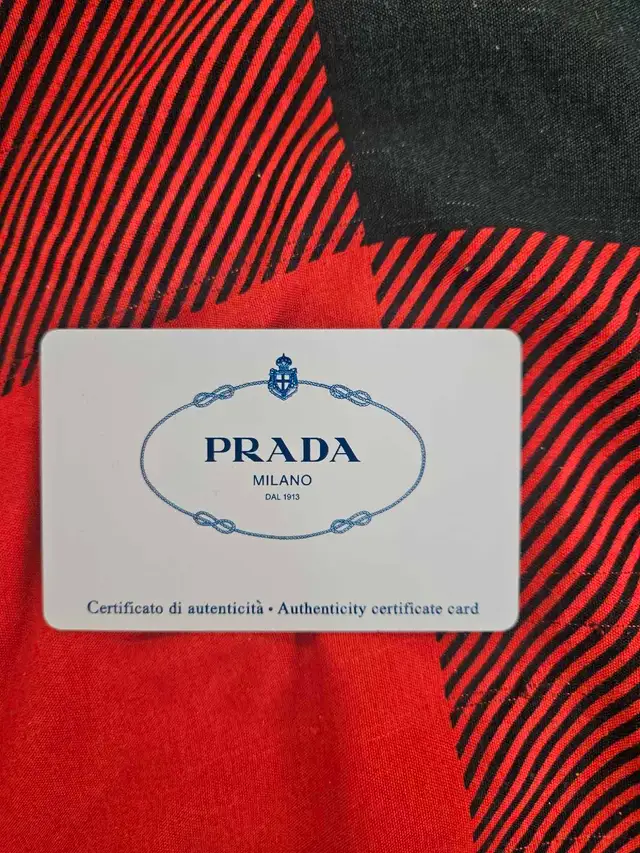 PRADA
MILANO
DAL 1913
Certificato di autenticità • Authenticity certificate card